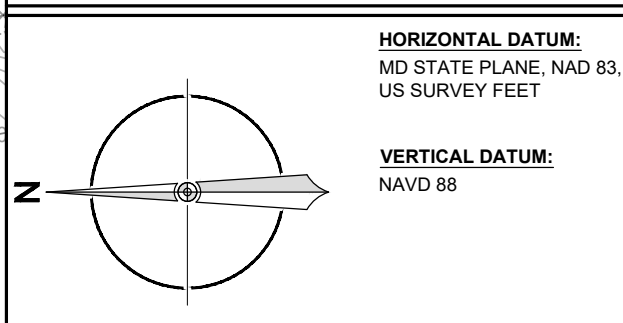 HORIZONTAL DATUM:
MD STATE PLANE, NAD 83,
US SURVEY FEET
VERTICAL DATUM:
NAVD 88
N